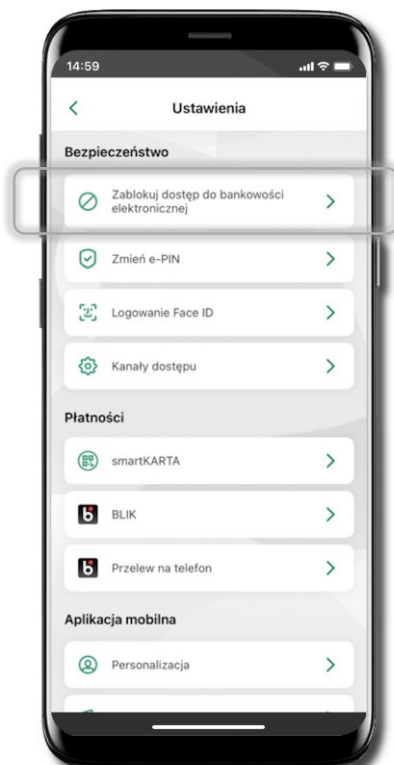 14:59
Ustawienia
Bezpieczeństwo
Zablokuj dostęp do bankowości
elektronicznej
Zmień e-PIN
Logowanie Face ID
Kanały dostępu
Płatności
smartKARTA
BLIK
Przelew na telefon
Aplikacja mobilna
Personalizacja